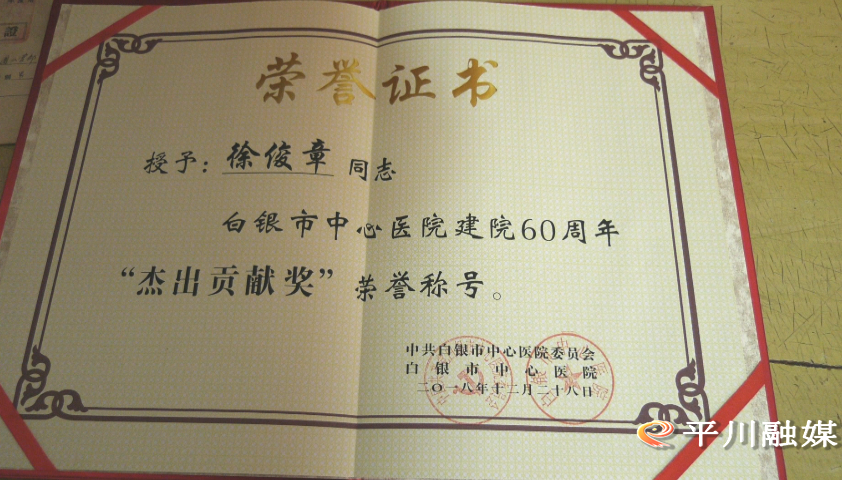 荣誉证书
授予：徐俊章 同志
白银市中心医院建院60周年
“杰出贡献奖”荣誉称号。
中共白银市中心医院委员会
白银市中心医院
二〇一八年十二月二十八日
平川融媒